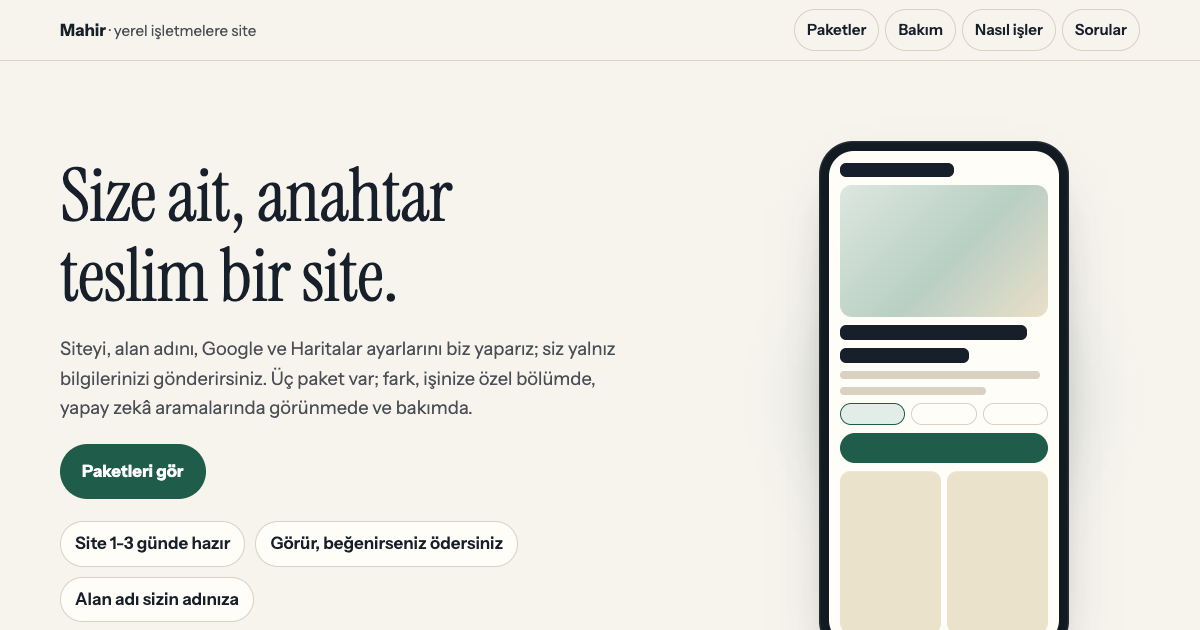 Mahir · yerel işletmelere site
Paketler
Bakım
Nasıl işler
Sorular
Size ait, anahtar
teslim bir site.
Siteyi, alan adını, Google ve Haritalar ayarlarını biz yaparız; siz yalnız
bilgilerinizi gönderirsiniz. Üç paket var; fark, işinize özel bölümde,
yapay zekâ aramalarında görünmede ve bakımda.
Paketleri gör
Site 1-3 günde hazır
Görür, beğenirseniz ödersiniz
Alan adı sizin adınıza